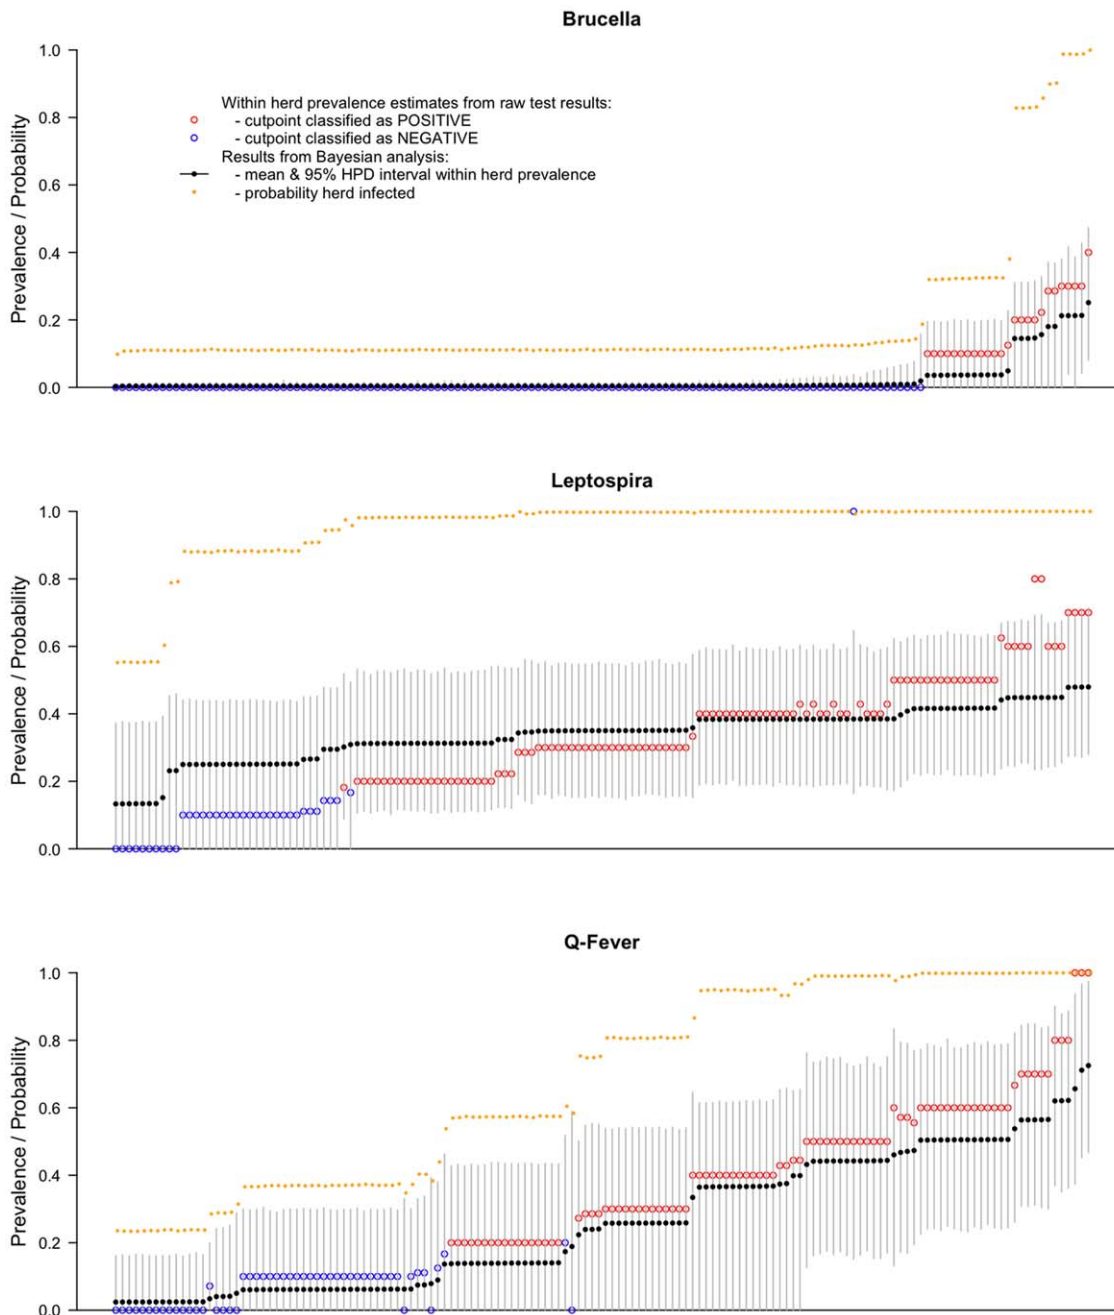 Brucella
1.0
0.8
0.6
0.4
0.2
0.0
Prevalence / Probability
Within herd prevalence estimates from raw test results:
- cutpoint classified as POSITIVE
- cutpoint classified as NEGATIVE
Results from Bayesian analysis:
- mean & 95% HPD interval within herd prevalence
- probability herd infected
Leptospira
1.0
0.8
0.6
0.4
0.2
0.0
Prevalence / Probability
Q-Fever
1.0
0.8
0.6
0.4
0.2
0.0
Prevalence / Probability